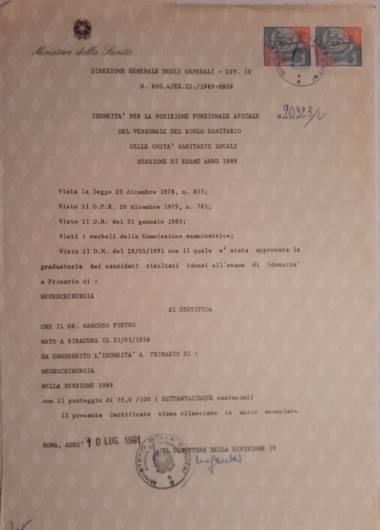 Ministero della Sanità
DIREZIONE GENERALE DEGLI OSPEDALI - DIV. IV
N. 900.4/EB.ID./1989-NBOP
IDONEITA' PER LA POSIZIONE FUNZIONALE APICALE
N° 20323/C
DEL PERSONALE DEL RUOLO SANITARIO
DELLE UNITA' SANITARIE LOCALI
SESSIONE DI ESAME ANNO 1989
Vista la legge 23 dicembre 1978, n. 833;
Visto il D.P.R. 20 dicembre 1979, n. 761;
Visto il D.M. del 31 gennaio 1983;
Visti i verbali della Commissione esaminatrice;
Visto il D.M. del 29/05/1991 con il quale e' stata approvata la
graduatoria dei candidati risultati idonei all'esame di idoneita'
a Primario di :
NEUROCHIRURGIA
SI CERTIFICA
CHE IL DR. MANCUSO PIETRO
NATO A SIRACUSA IL 21/01/1956
HA CONSEGUITO L'IDONEITA' A PRIMARIO DI :
NEUROCHIRURGIA
NELLA SESSIONE 1989
con il punteggio di 75,0 /100 ( SETTANTACINQUE centesimi)
Il presente Certificato viene rilasciato in unico esemplare.
ROMA, ADDI' 10 LUG. 1991
IL DIRETTORE DELLA DIVISIONE IV
MINISTERO DELLA SANITA'